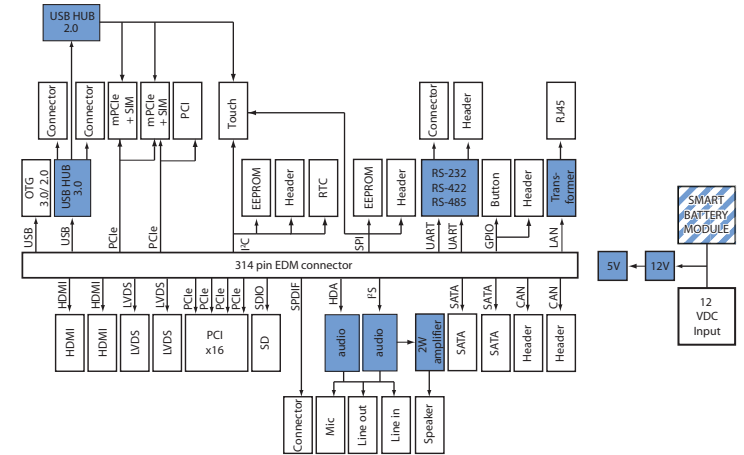 USB HUB
2.0
Connector
Connector
mPCIe
+ SIM
mPCIe
+ SIM
PCI
Touch
Connector
Header
RJ45
OTG
3.0/ 2.0
USB HUB
3.0
EEPROM
Header
RTC
EEPROM
Header
RS-232
RS-422
RS-485
Button
Header
Trans-
former
SMART
BATTERY
MODULE
USB
USB
PCIe
PCIe
I²C
SPI
UART
UART
GPIO
LAN
314 pin EDM connector
5V
12V
HDMI
HDMI
LVDS
LVDS
PCIe
PCIe
PCIe
PCIe
SDIO
SPDIF
HDA
I²S
SATA
SATA
CAN
CAN
12
VDC
Input
HDMI
HDMI
LVDS
LVDS
PCI
x16
SD
audio
audio
2W
amplifier
SATA
SATA
Header
Header
Connector
Mic
Line out
Line in
Speaker